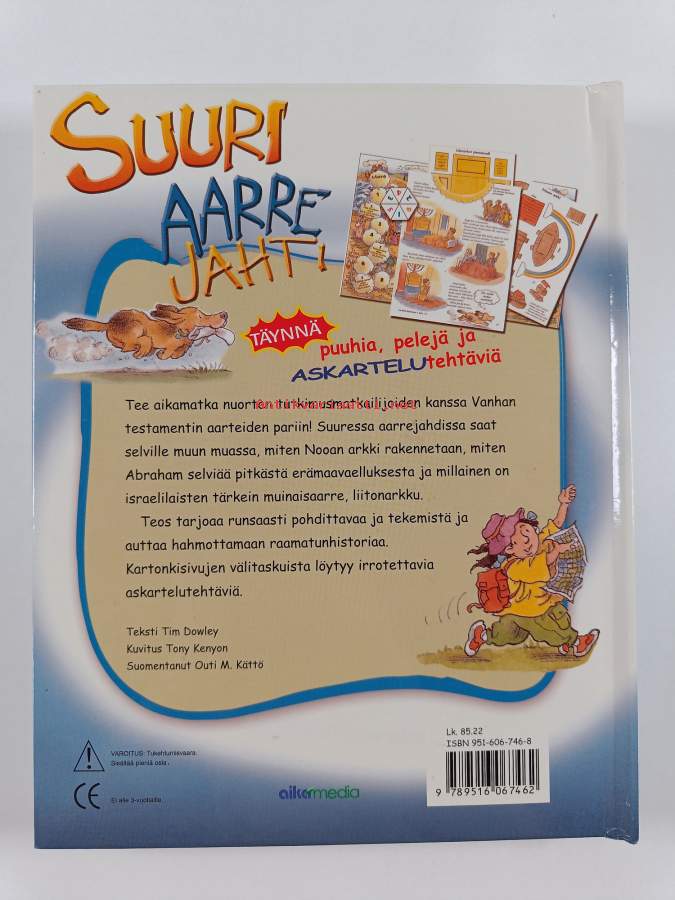 SUURI
AARRE
JAHTI
TÄYNNÄ
puuhia, pelejä ja
ASKARTELUtehtäviä
Tee aikamatka nuorten tutkimusmatkailijoiden kanssa Vanhan
Antikvariaatti.net
testamentin aarteiden pariin! Suuressa aarrejahdissa saat
selville muun muassa, miten Nooan arkki rakennetaan, miten
Abraham selviää pitkästä erämaavaelluksesta ja millainen on
israelilaisten tärkein muinaisaarre, liitonarkku.
Teos tarjoaa runsaasti pohdittavaa ja tekemistä ja
auttaa hahmottamaan raamatunhistoriaa.
Kartonkisivujen välitaskuista löytyy irrotettavia
askartelutehtäviä.
Teksti Tim Dowley
Kuvitus Tony Kenyon
Suomentanut Outi M. Kättö
VAROITUS: Tukehtumisvaara.
Sisältää pieniä osia.
CE
Ei alle 3-vuotiaille
aikamedia
Lk. 85.22
ISBN 951-606-746-8
9 789516 067462